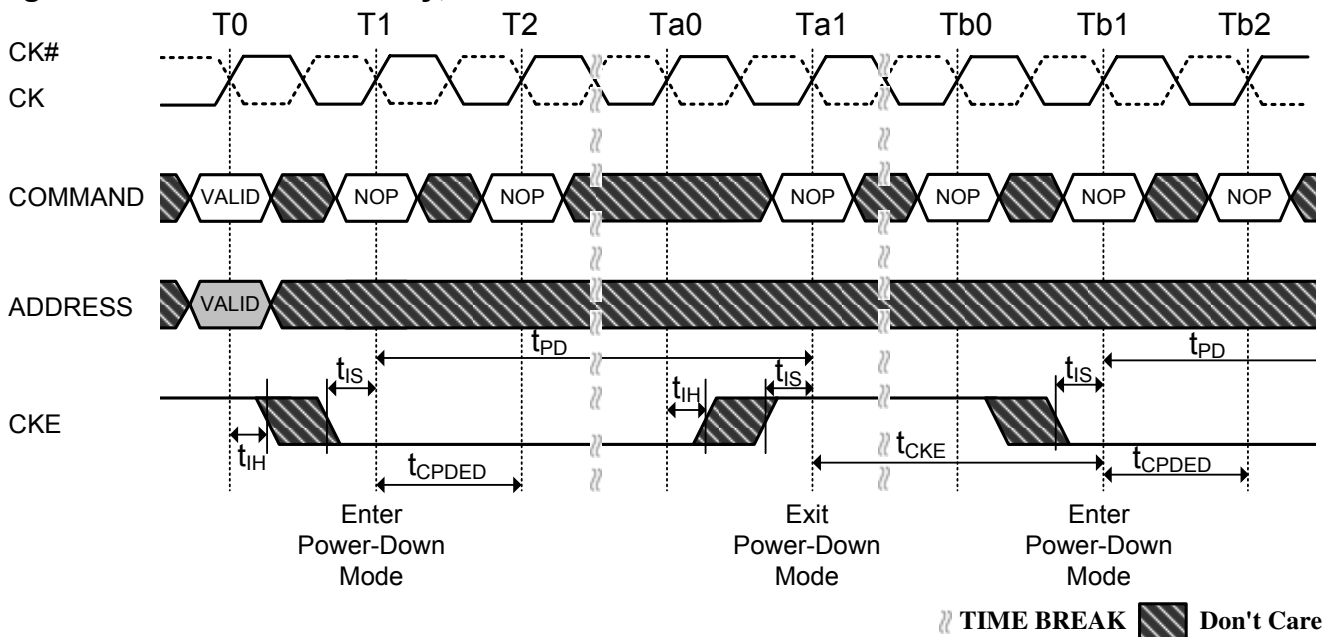 T0 T1 T2 Ta0 Ta1 Tb0 Tb1 Tb2
CK#
CK
COMMAND VALID NOP NOP NOP NOP NOP NOP
ADDRESS VALID
tPD tPD
tIS tIH tIS tIS
CKE
tIH tCPDED tCKE tCPDED
Enter Exit Enter
Power-Down Power-Down Power-Down
Mode Mode Mode
TIME BREAK Don't Care